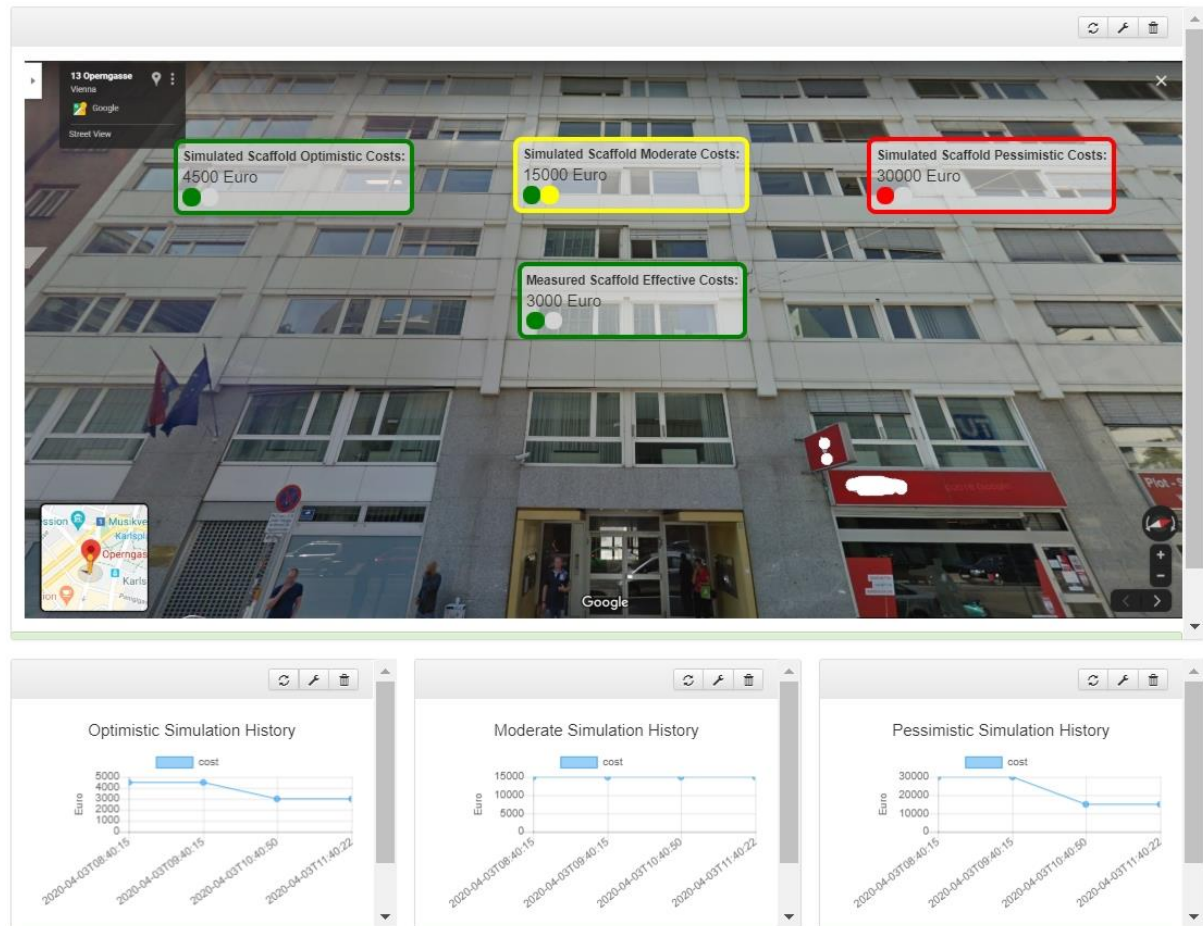 13 Operngasse
Vienna
Google
Street View
Simulated Scaffold Optimistic Costs:
4500 Euro
Simulated Scaffold Moderate Costs:
15000 Euro
Simulated Scaffold Pessimistic Costs:
30000 Euro
Measured Scaffold Effective Costs:
3000 Euro
ssion
Musikve
Karlspl
Operngas
Karls
ion
Google
Optimistic Simulation History
cost
Euro
5000
4000
3000
2000
1000
0
2020-04-03T08:40:15
2020-04-03T09:40:15
2020-04-03T10:40:50
2020-04-03T11:40:22
Moderate Simulation History
cost
Euro
15000
10000
5000
0
2020-04-03T08:40:15
2020-04-03T09:40:15
2020-04-03T10:40:50
2020-04-03T11:40:22
Pessimistic Simulation History
cost
Euro
30000
20000
10000
0
2020-04-03T08:40:15
2020-04-03T09:40:15
2020-04-03T10:40:50
2020-04-03T11:40:22